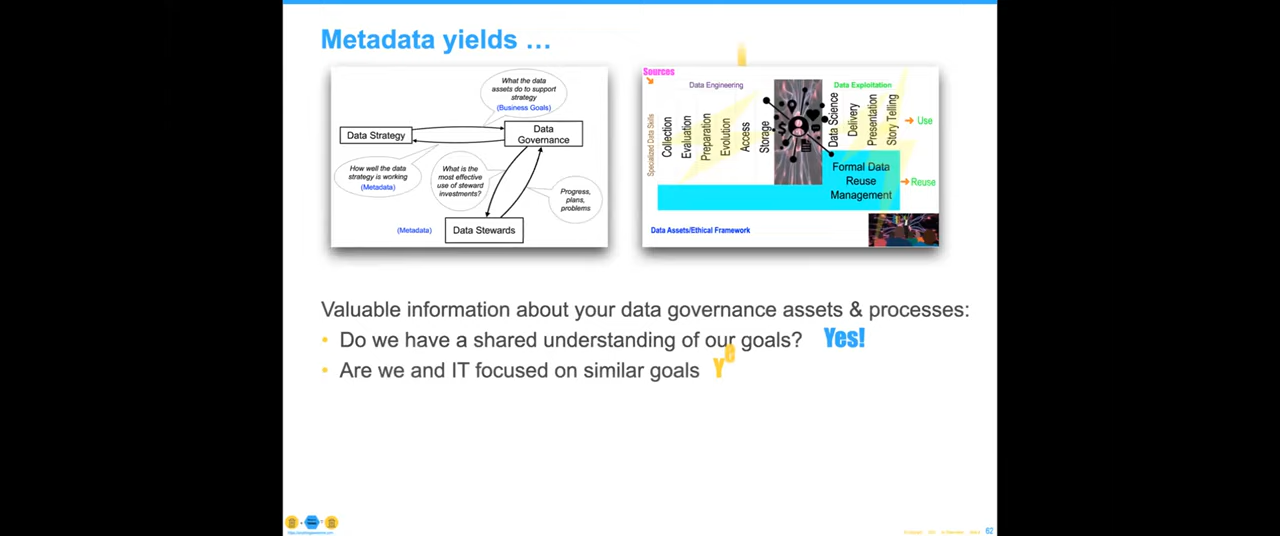 Metadata yields …
What the data
assets do to support
strategy
(Business Goals)
Data Strategy
Data
Governance
How well the data
strategy is working
(Metadata)
What is the
most effective
use of steward
investments?
Progress,
plans,
problems
(Metadata)
Data Stewards
Sources
Data Engineering
Data Exploitation
Specialized Data Skills
Collection
Evaluation
Preparation
Evolution
Access
Storage
Data Science
Delivery
Presentation
Story Telling
Use
Formal Data
Reuse
Management
Reuse
Data Assets/Ethical Framework
Valuable information about your data governance assets & processes:
• Do we have a shared understanding of our goals? Yes!
• Are we and IT focused on similar goals Ye
62